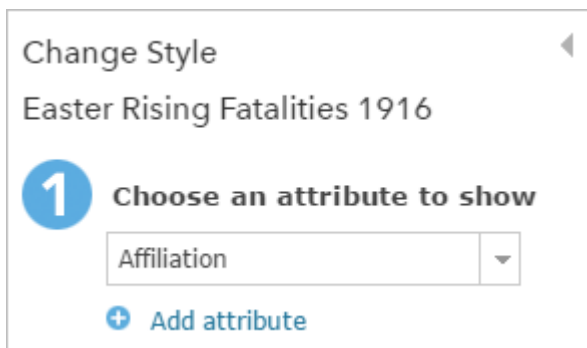 Change Style
Easter Rising Fatalities 1916
1 Choose an attribute to show
Affiliation
Add attribute